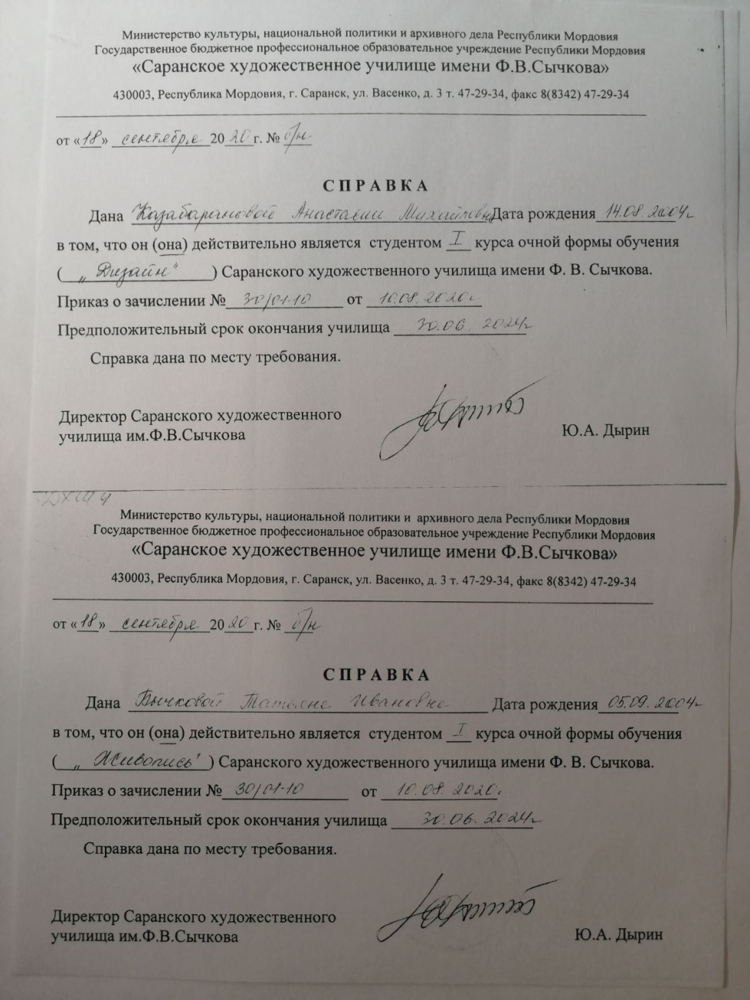 Министерство культуры, национальной политики и архивного дела Республики Мордовия
Государственное бюджетное профессиональное образовательное учреждение Республики Мордовия
«Саранское художественное училище имени Ф.В.Сычкова»
430003, Республика Мордовия, г. Саранск, ул. Васенко, д. 3 т. 47-29-34, факс 8(8342) 47-29-34
от «18» сентября 2020 г. № б/н
СПРАВКА
Дана Казабарановой Анастасии Михайловне Дата рождения 14.08.2004г
в том, что он (она) действительно является студентом I курса очной формы обучения
( „Дизайн" ) Саранского художественного училища имени Ф. В. Сычкова.
Приказ о зачислении № 30/01-10 от 10.08.2020г
Предположительный срок окончания училища 30.06.2024г
Справка дана по месту требования.
Директор Саранского художественного
училища им.Ф.В.Сычкова Ю.А. Дырин
ДХШ 4
Министерство культуры, национальной политики и архивного дела Республики Мордовия
Государственное бюджетное профессиональное образовательное учреждение Республики Мордовия
«Саранское художественное училище имени Ф.В.Сычкова»
430003, Республика Мордовия, г. Саранск, ул. Васенко, д. 3 т. 47-29-34, факс 8(8342) 47-29-34
от «18» сентября 2020 г. № б/н
СПРАВКА
Дана Бычковой Татьяне Ивановне Дата рождения 05.09.2004г
в том, что он (она) действительно является студентом I курса очной формы обучения
( „Живопись" ) Саранского художественного училища имени Ф. В. Сычкова.
Приказ о зачислении № 30/01-10 от 10.08.2020г
Предположительный срок окончания училища 30.06.2024г
Справка дана по месту требования.
Директор Саранского художественного
училища им.Ф.В.Сычкова Ю.А. Дырин